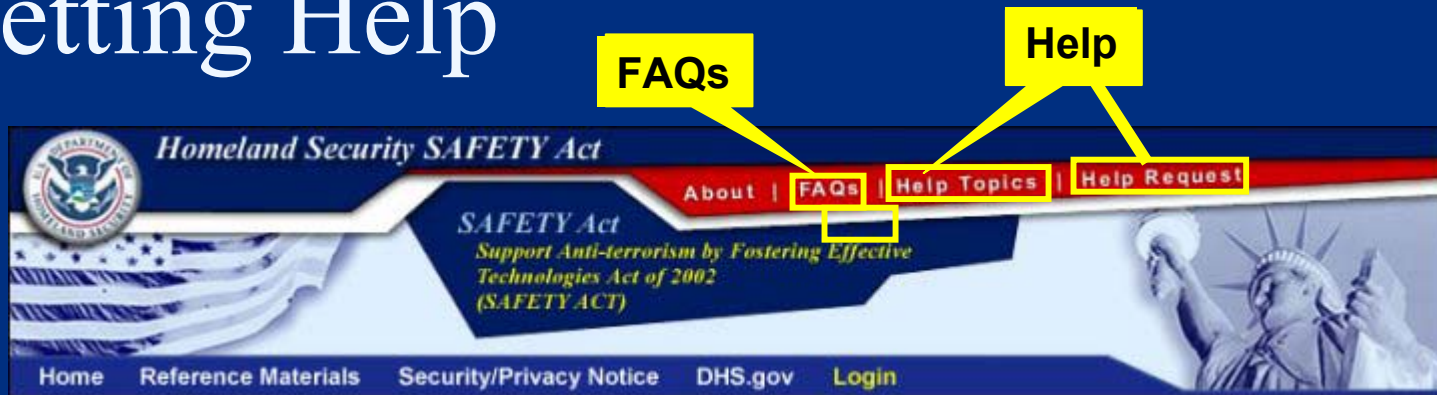 etting Help
FAQs
Help
Homeland Security SAFETY Act
About | FAQs | Help Topics | Help Request
SAFETY Act
Support Anti-terrorism by Fostering Effective
Technologies Act of 2002
(SAFETY ACT)
Home Reference Materials Security/Privacy Notice DHS.gov Login